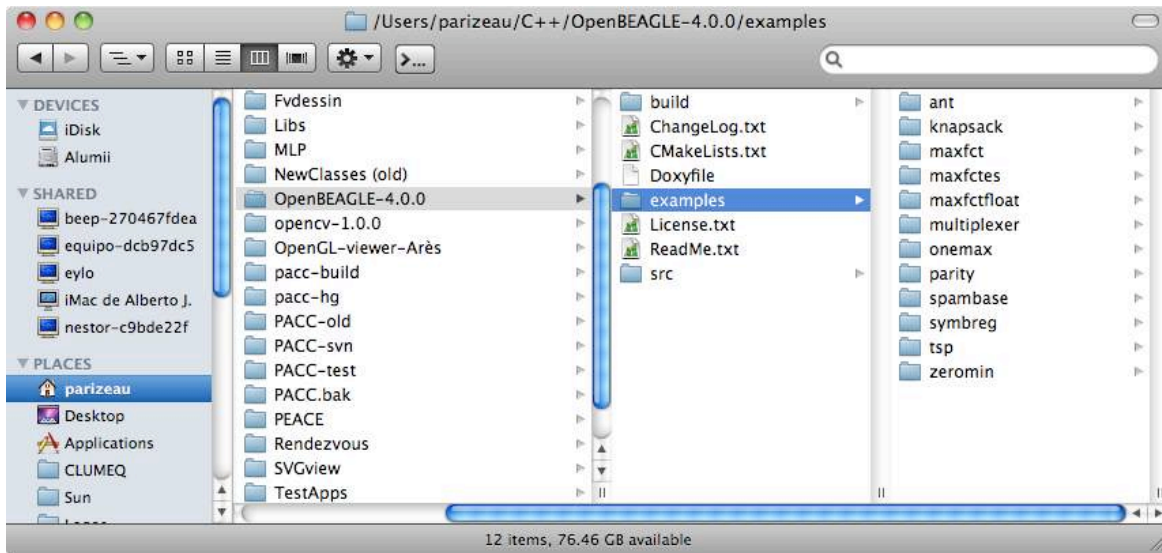 /Users/parizeau/C++/OpenBEAGLE-4.0.0/examples
>...
DEVICES
iDisk
Alumii
SHARED
beep-270467fdea
equipo-dcb97dc5
eylo
iMac de Alberto J.
nestor-c9bde22f
PLACES
parizeau
Desktop
Applications
CLUMEQ
Sun
Fvdessin
Libs
MLP
NewClasses (old)
OpenBEAGLE-4.0.0
opencv-1.0.0
OpenGL-viewer-Arès
pacc-build
pacc-hg
PACC-old
PACC-svn
PACC-test
PACC.bak
PEACE
Rendezvous
SVGview
TestApps
build
ChangeLog.txt
CMakeLists.txt
Doxyfile
examples
License.txt
ReadMe.txt
src
ant
knapsack
maxfct
maxfctes
maxfctfloat
multiplexer
onemax
parity
spambase
symbreg
tsp
zeromin
12 items, 76.46 GB available